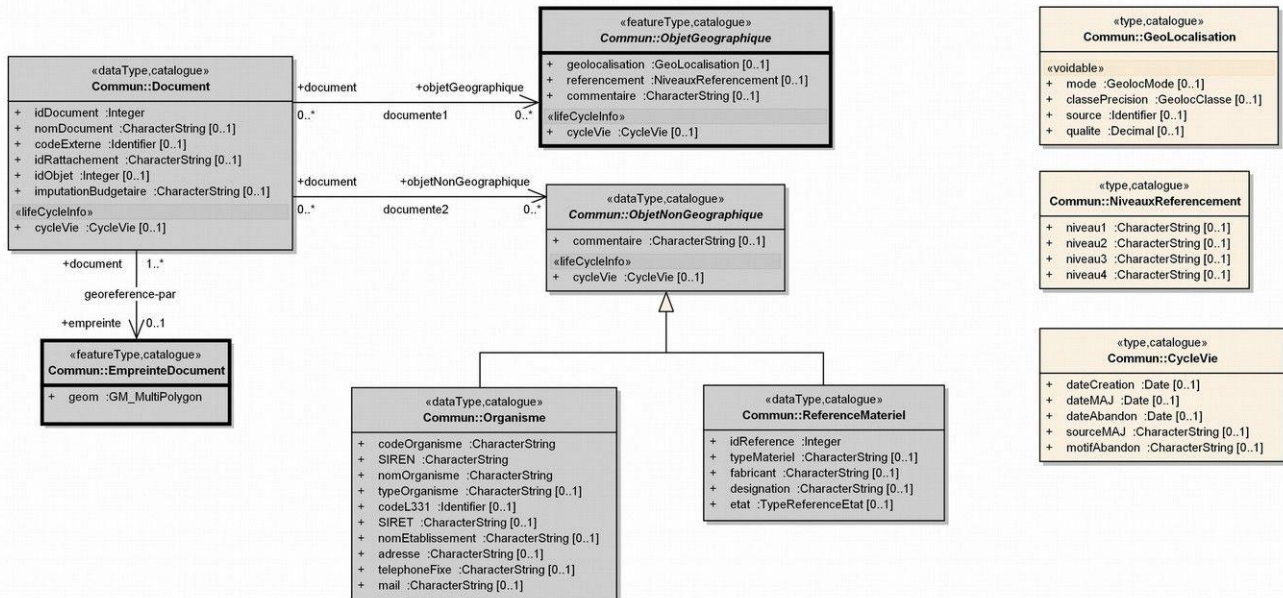 «dataType,catalogue»
Commun::Document
+ idDocument :Integer
+ nomDocument :CharacterString [0..1]
+ codeExterne :Identifier [0..1]
+ idRattachement :CharacterString [0..1]
+ idObjet :Integer [0..1]
+ imputationBudgetaire :CharacterString [0..1]
«lifeCycleInfo»
+ cycleVie :CycleVie [0..1]
+document +objetGeographique
0..* documente1 0..*
+document +objetNonGeographique
0..* documente2 0..*
+document 1..*
georeference-par
+empreinte 0..1
«featureType,catalogue»
Commun::EmpreinteDocument
+ geom :GM_MultiPolygon
«featureType,catalogue»
Commun::ObjetGeographique
+ geolocalisation :GeoLocalisation [0..1]
+ referencement :NiveauxReferencement [0..1]
+ commentaire :CharacterString [0..1]
«lifeCycleInfo»
+ cycleVie :CycleVie [0..1]
«dataType,catalogue»
Commun::ObjetNonGeographique
+ commentaire :CharacterString [0..1]
«lifeCycleInfo»
+ cycleVie :CycleVie [0..1]
«dataType,catalogue»
Commun::Organisme
+ codeOrganisme :CharacterString
+ SIREN :CharacterString
+ nomOrganisme :CharacterString
+ typeOrganisme :CharacterString [0..1]
+ codeL331 :Identifier [0..1]
+ SIRET :CharacterString [0..1]
+ nomEtablissement :CharacterString [0..1]
+ adresse :CharacterString [0..1]
+ telephoneFixe :CharacterString [0..1]
+ mail :CharacterString [0..1]
«dataType,catalogue»
Commun::ReferenceMateriel
+ idReference :Integer
+ typeMateriel :CharacterString [0..1]
+ fabricant :CharacterString [0..1]
+ designation :CharacterString [0..1]
+ etat :TypeReferenceEtat [0..1]
«type,catalogue»
Commun::GeoLocalisation
«voidable»
+ mode :GeolocMode [0..1]
+ classePrecision :GeolocClasse [0..1]
+ source :Identifier [0..1]
+ qualite :Decimal [0..1]
«type,catalogue»
Commun::NiveauxReferencement
+ niveau1 :CharacterString [0..1]
+ niveau2 :CharacterString [0..1]
+ niveau3 :CharacterString [0..1]
+ niveau4 :CharacterString [0..1]
«type,catalogue»
Commun::CycleVie
+ dateCreation :Date [0..1]
+ dateMAJ :Date [0..1]
+ dateAbandon :Date [0..1]
+ sourceMAJ :CharacterString [0..1]
+ motifAbandon :CharacterString [0..1]